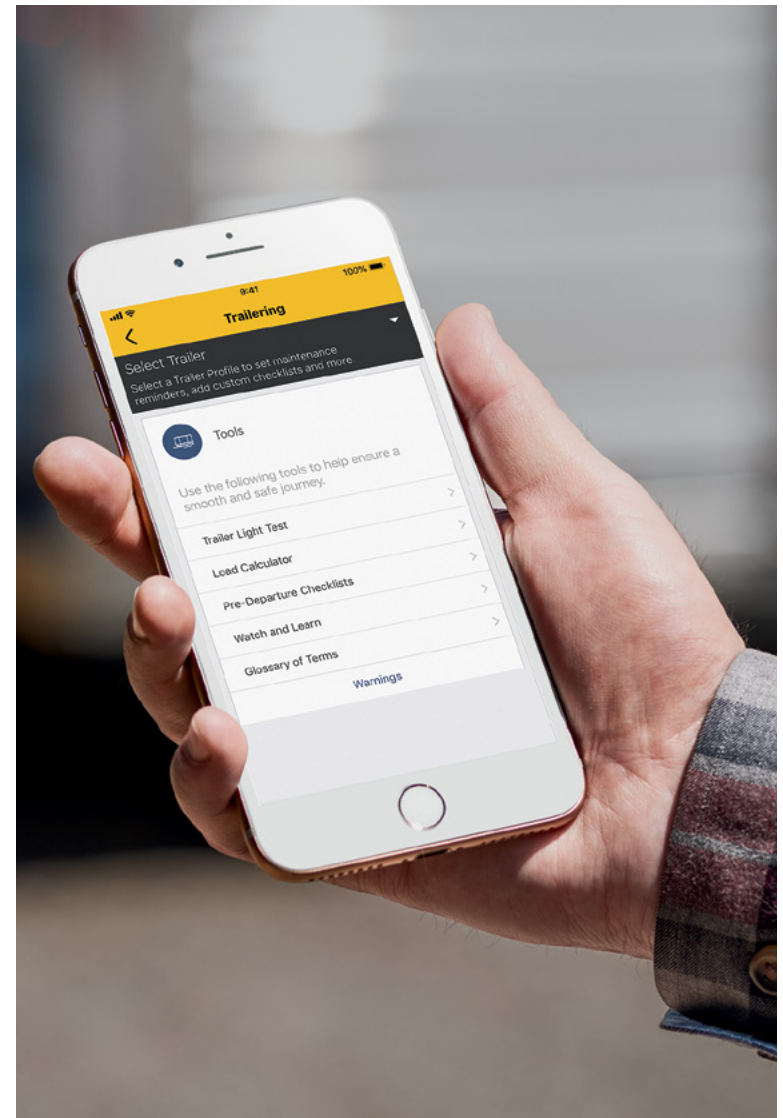 9:41
100%
Trailering
Select Trailer
Select a Trailer Profile to set maintenance
reminders, add custom checklists and more.
Tools
Use the following tools to help ensure a
smooth and safe journey.
Trailer Light Test
Load Calculator
Pre-Departure Checklists
Watch and Learn
Glossary of Terms
Warnings